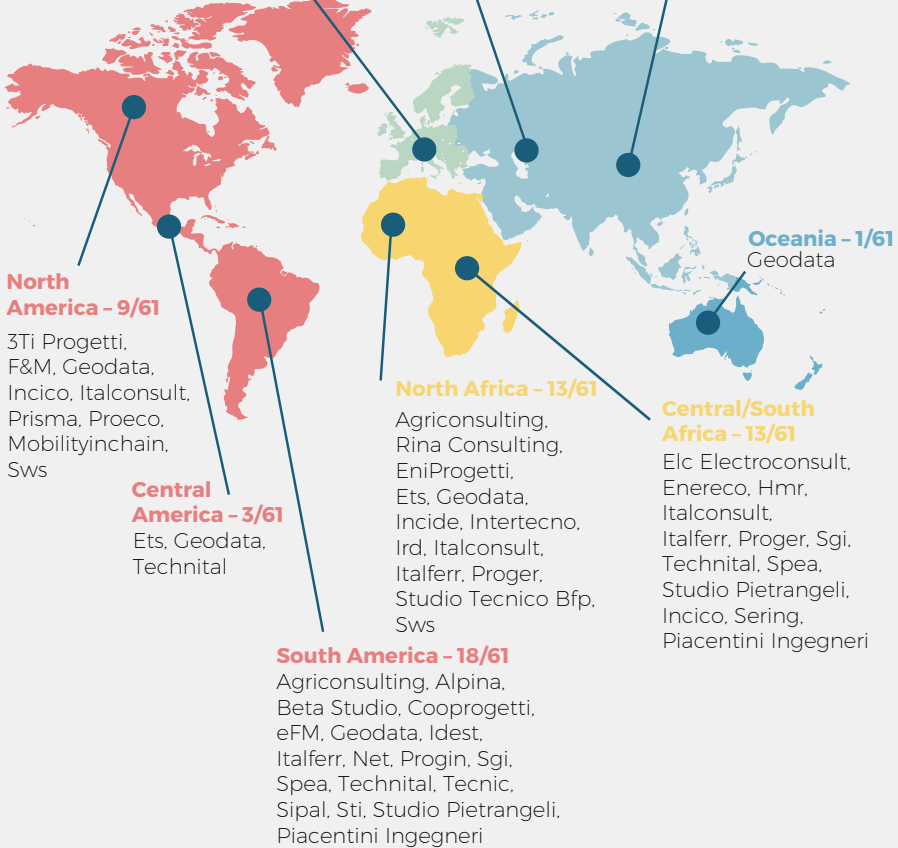 Oceania – 1/61
Geodata
North
America – 9/61
3Ti Progetti,
F&M, Geodata,
Incico, Italconsult,
Prisma, Proeco,
Mobilityinchain,
Sws
Central
America – 3/61
Ets, Geodata,
Technital
South America – 18/61
Agriconsulting, Alpina,
Beta Studio, Cooprogetti,
eFM, Geodata, Idest,
Italferr, Net, Progin, Sgi,
Spea, Technital, Tecnic,
Sipal, Sti, Studio Pietrangeli,
Piacentini Ingegneri
North Africa – 13/61
Agriconsulting,
Rina Consulting,
EniProgetti,
Ets, Geodata,
Incide, Intertecno,
Ird, Italconsult,
Italferr, Proger,
Studio Tecnico Bfp,
Sws
Central/South
Africa – 13/61
Elc Electroconsult,
Enereco, Hmr,
Italconsult,
Italferr, Proger, Sgi,
Technital, Spea,
Studio Pietrangeli,
Incico, Sering,
Piacentini Ingegneri